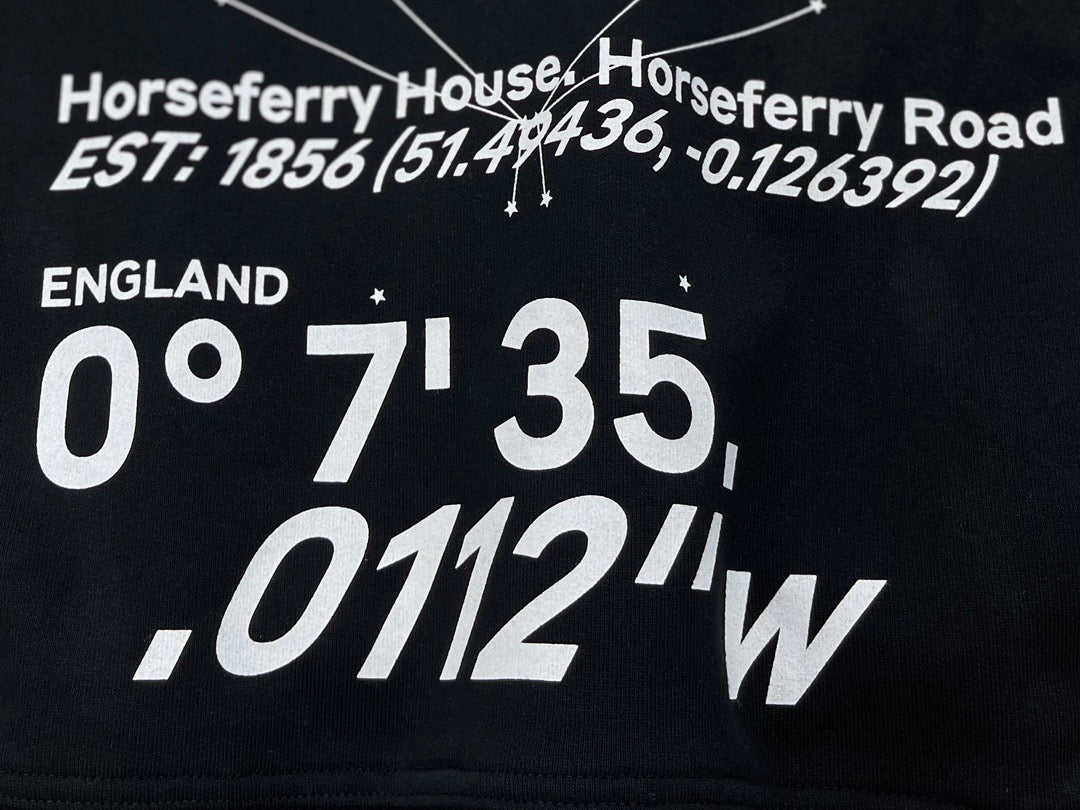 Horseferry House. Horseferry Road
EST: 1856 (51.49436, -0.126392)
ENGLAND
0° 7' 35,
.0112"W